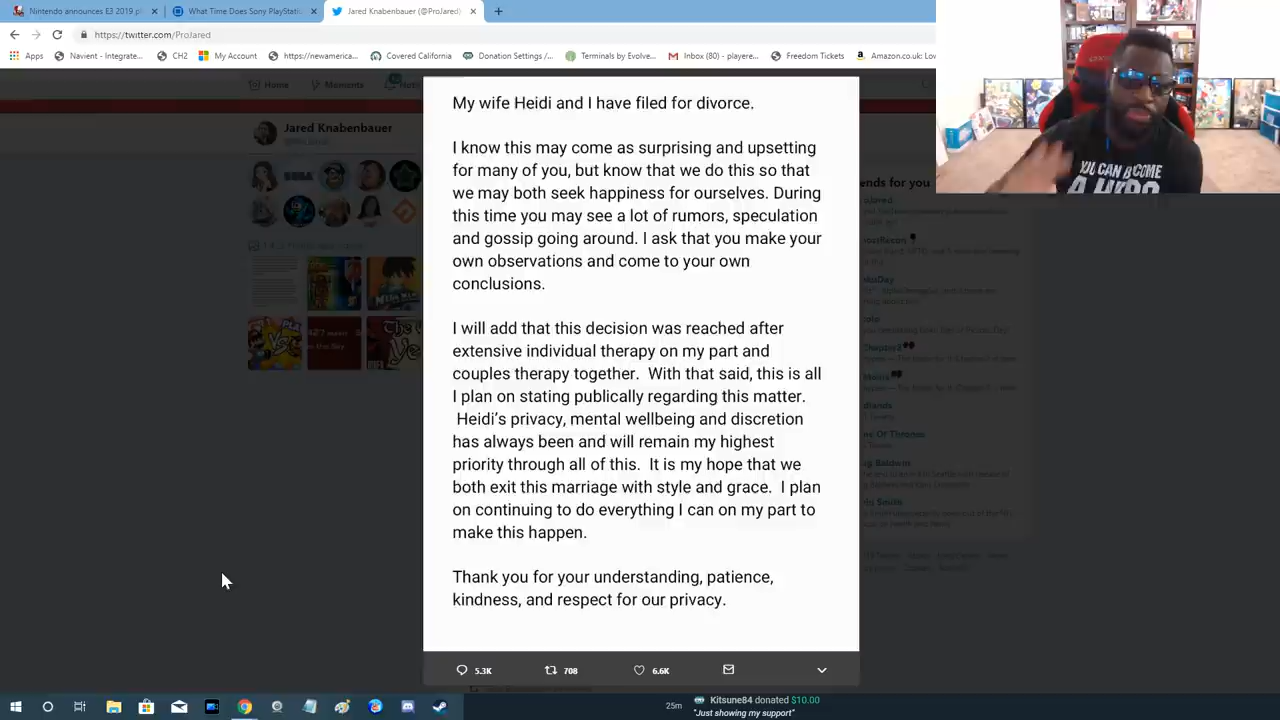 Nintendo announces E3 2019 pl
What Time Does Sony PlayStati
Jared Knabenbauer (@ProJared)
https://twitter.com/ProJared
Apps
Navient - Integrate...
CH2
My Account
https://newamerica...
Covered California
Donation Settings /...
Terminals by Evolve...
Inbox (80) - playere...
Freedom Tickets
Amazon.co.uk: Low
Home
Moments
Jared Knabenbauer
My wife Heidi and I have filed for divorce.
I know this may come as surprising and upsetting
for many of you, but know that we do this so that
we may both seek happiness for ourselves. During
this time you may see a lot of rumors, speculation
and gossip going around. I ask that you make your
own observations and come to your own
conclusions.
I will add that this decision was reached after
extensive individual therapy on my part and
couples therapy together. With that said, this is all
I plan on stating publically regarding this matter.
Heidi's privacy, mental wellbeing and discretion
has always been and will remain my highest
priority through all of this. It is my hope that we
both exit this marriage with style and grace. I plan
on continuing to do everything I can on my part to
make this happen.
Thank you for your understanding, patience,
kindness, and respect for our privacy.
5.3K
708
6.6K
YOU CAN BECOME
A HERO
ends for you
25m
Kitsune84 donated $10.00
"Just showing my support"